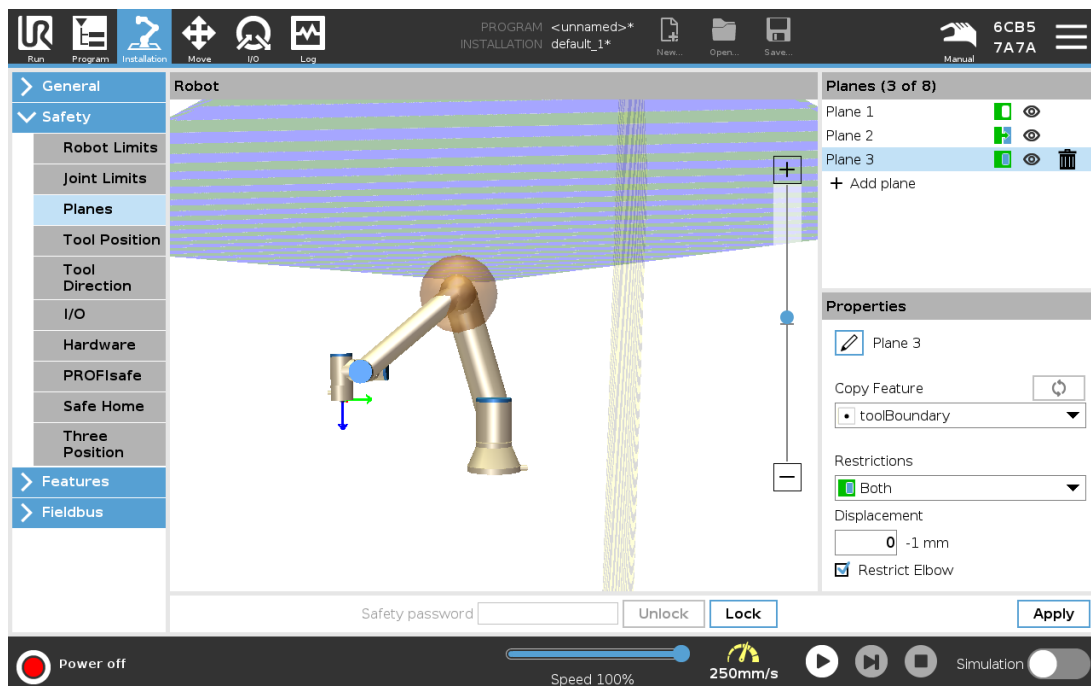 UR
Run
Program
Installation
Move
I/O
Log
PROGRAM <unnamed>*
INSTALLATION default_1*
New...
Open...
Save...
Manual
6CB5
7A7A
General
Safety
Robot Limits
Joint Limits
Planes
Tool Position
Tool
Direction
I/O
Hardware
PROFIsafe
Safe Home
Three
Position
Features
Fieldbus
Robot
Planes (3 of 8)
Plane 1
Plane 2
Plane 3
+ Add plane
Properties
Plane 3
Copy Feature
toolBoundary
Restrictions
Both
Displacement
0 -1 mm
Restrict Elbow
Safety password
Unlock
Lock
Apply
Power off
Speed 100%
250mm/s
Simulation